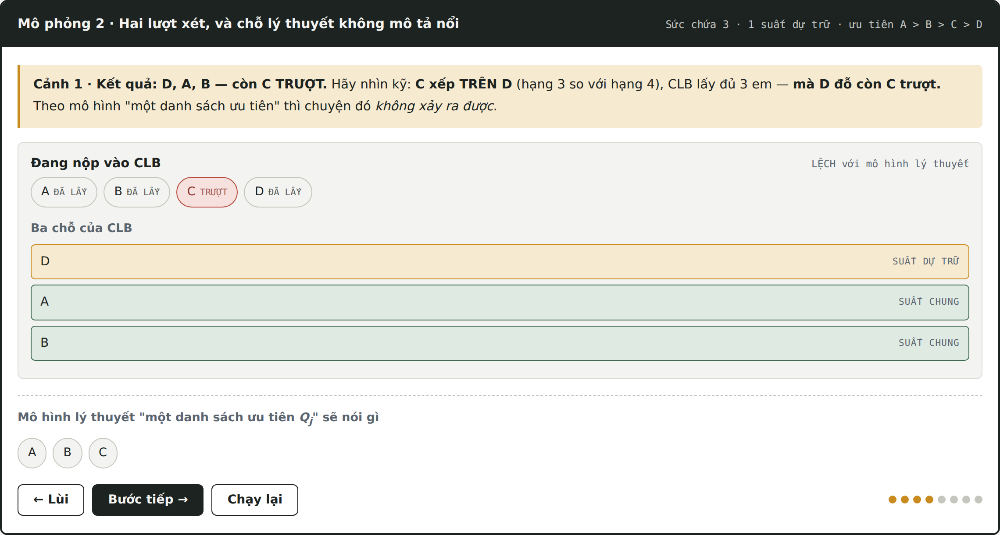 Mô phỏng 2 · Hai lượt xét, và chỗ lý thuyết không mô tả nổi
Sức chứa 3 · 1 suất dự trữ · ưu tiên A > B > C > D
Cảnh 1 · Kết quả: D, A, B — còn C TRƯỢT. Hãy nhìn kỹ: C xếp TRÊN D (hạng 3 so với hạng 4), CLB lấy đủ 3 em — mà D đỗ còn C trượt.
Theo mô hình "một danh sách ưu tiên" thì chuyện đó không xảy ra được.
Đang nộp vào CLB
LỆCH với mô hình lý thuyết
A ĐÃ LẤY
B ĐÃ LẤY
C TRƯỢT
D ĐÃ LẤY
Ba chỗ của CLB
D
SUẤT DỰ TRỮ
A
SUẤT CHUNG
B
SUẤT CHUNG
Mô hình lý thuyết "một danh sách ưu tiên Qj" sẽ nói gì
A
B
C
← Lùi
Bước tiếp →
Chạy lại